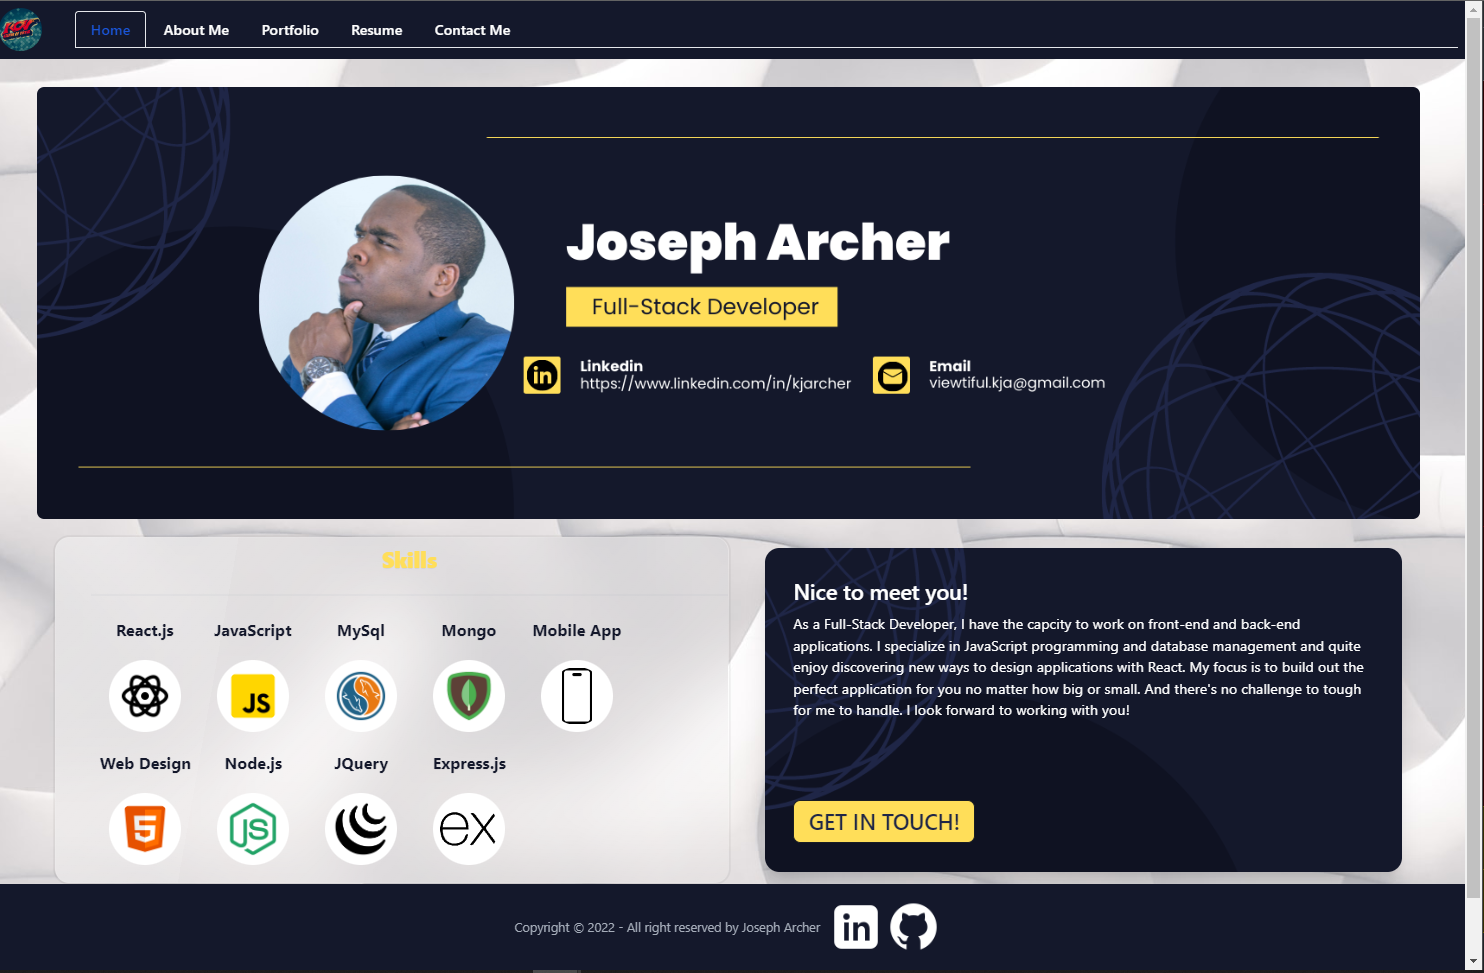 Home About Me Portfolio Resume Contact Me
Joseph Archer
Full-Stack Developer
Linkedin
https://www.linkedin.com/in/kjarcher
Email
viewtiful.kja@gmail.com
Skills
React.js JavaScript MySql Mongo Mobile App
JS
Web Design Node.js JQuery Express.js
5 JS ex
Nice to meet you!
As a Full-Stack Developer, I have the capcity to work on front-end and back-end
applications. I specialize in JavaScript programming and database management and quite
enjoy discovering new ways to design applications with React. My focus is to build out the
perfect application for you no matter how big or small. And there's no challenge to tough
for me to handle. I look forward to working with you!
GET IN TOUCH!
Copyright © 2022 - All right reserved by Joseph Archer